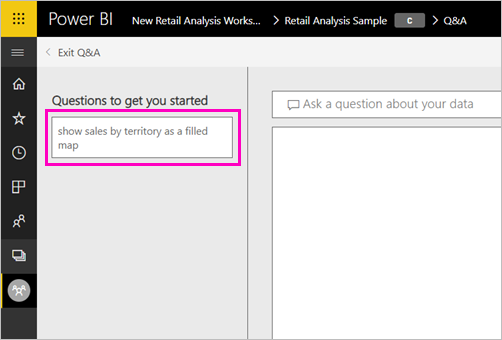 Power BI New Retail Analysis Works... > Retail Analysis Sample C > Q&A
< Exit Q&A
Questions to get you started
show sales by territory as a filled
map
Ask a question about your data